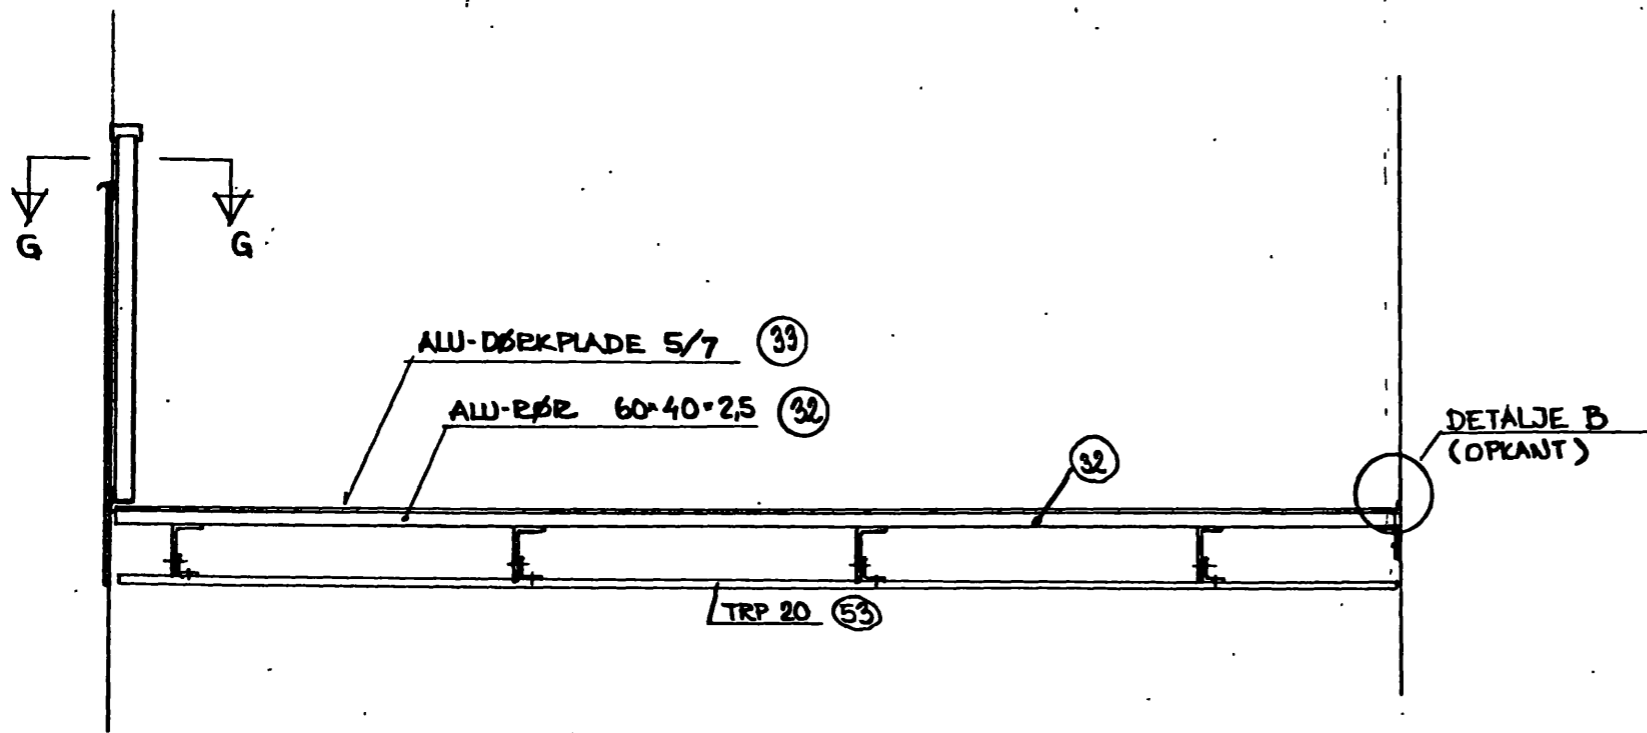 G
G
ALU-DØRKPLADE 5/7 33
ALU-RØR 60×40×2,5 32
32
DETALJE B
(OPKANT)
TRP 20 53